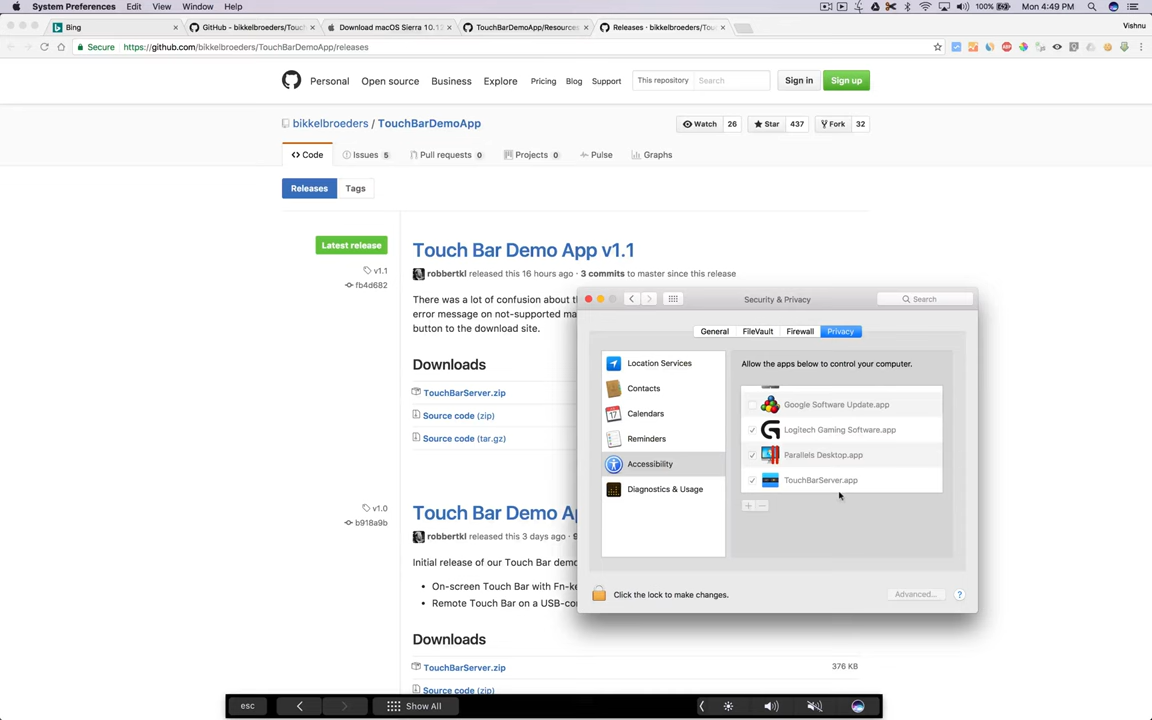 System Preferences Edit View Window Help
100% Mon 4:49 PM
Bing
GitHub - bikkelbroeders/Touc
Download macOS Sierra 10.12
TouchBarDemoApp/Resources
Releases · bikkelbroeders/Tou
Vishnu
Secure https://github.com/bikkelbroeders/TouchBarDemoApp/releases
Personal Open source Business Explore Pricing Blog Support This repository Search Sign in Sign up
bikkelbroeders / TouchBarDemoApp
Watch 26 Star 437 Fork 32
Code Issues 5 Pull requests 0 Projects 0 Pulse Graphs
Releases Tags
Latest release
v1.1
fb4d682
Touch Bar Demo App v1.1
robbertkl released this 16 hours ago · 3 commits to master since this release
There was a lot of confusion about t
error message on not-supported ma
button to the download site.
Downloads
TouchBarServer.zip
Source code (zip)
Source code (tar.gz)
v1.0
b918a9b
Touch Bar Demo A
robbertkl released this 3 days ago · 9
Initial release of our Touch Bar demo
• On-screen Touch Bar with Fn-ke
• Remote Touch Bar on a USB-co
Downloads
TouchBarServer.zip 376 KB
Source code (zip)
Security & Privacy
Search
General FileVault Firewall Privacy
Location Services
Contacts
Calendars
Reminders
Accessibility
Diagnostics & Usage
Allow the apps below to control your computer.
Google Software Update.app
Logitech Gaming Software.app
Parallels Desktop.app
TouchBarServer.app
Click the lock to make changes.
Advanced...
?
esc Show All